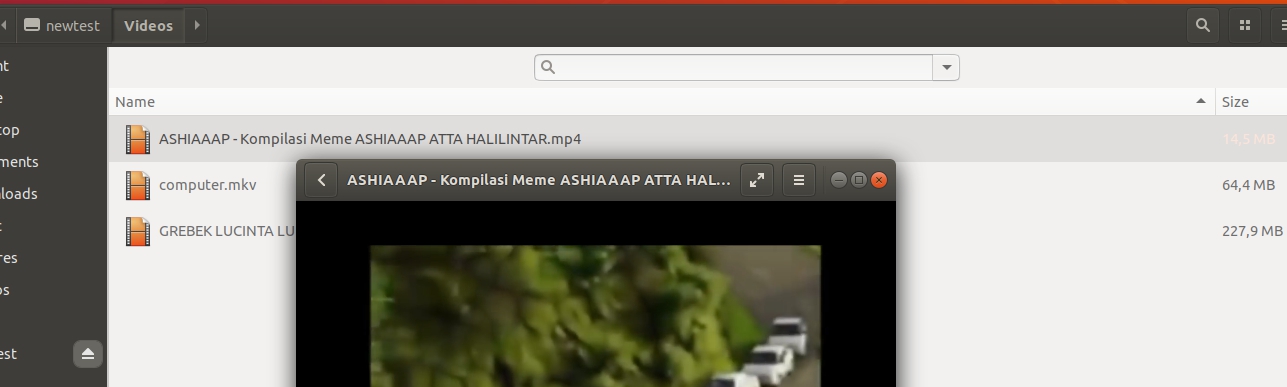 newtest Videos
Name Size
ASHIAAAP - Kompilasi Meme ASHIAAAP ATTA HALILINTAR.mp4 14,5 MB
ASHIAAAP - Kompilasi Meme ASHIAAAP ATTA HAL...
computer.mkv 64,4 MB
GREBEK LUCINTA LU 227,9 MB
nt
e
top
ments
loads
t
res
os
est